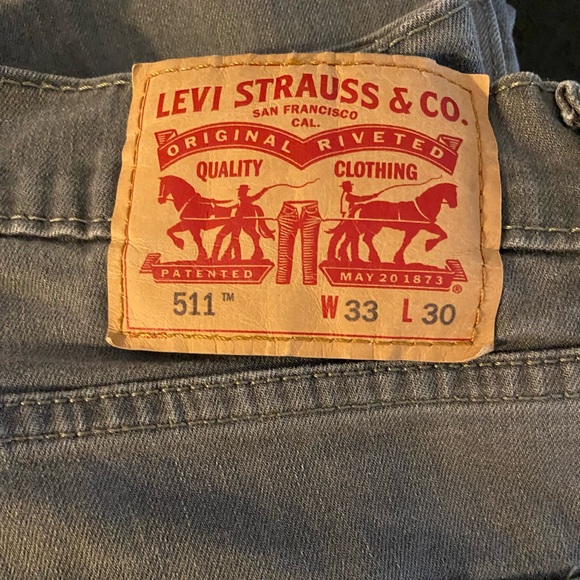 LEVI STRAUSS & CO.
SAN FRANCISCO
CAL.
ORIGINAL RIVETED
QUALITY CLOTHING
PATENTED MAY 20 1873 ®
511™ W 33 L 30